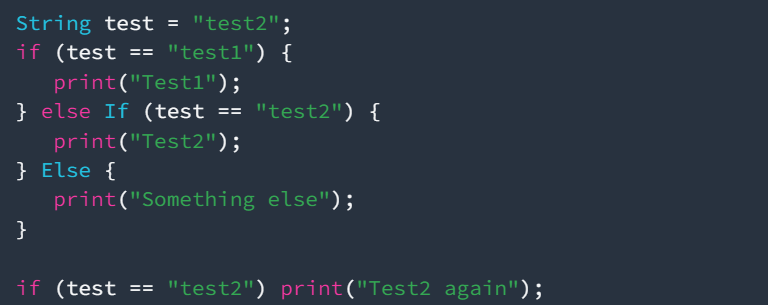 String test = "test2";
if (test == "test1") {
   print("Test1");
} else If (test == "test2") {
   print("Test2");
} Else {
   print("Something else");
}

if (test == "test2") print("Test2 again");